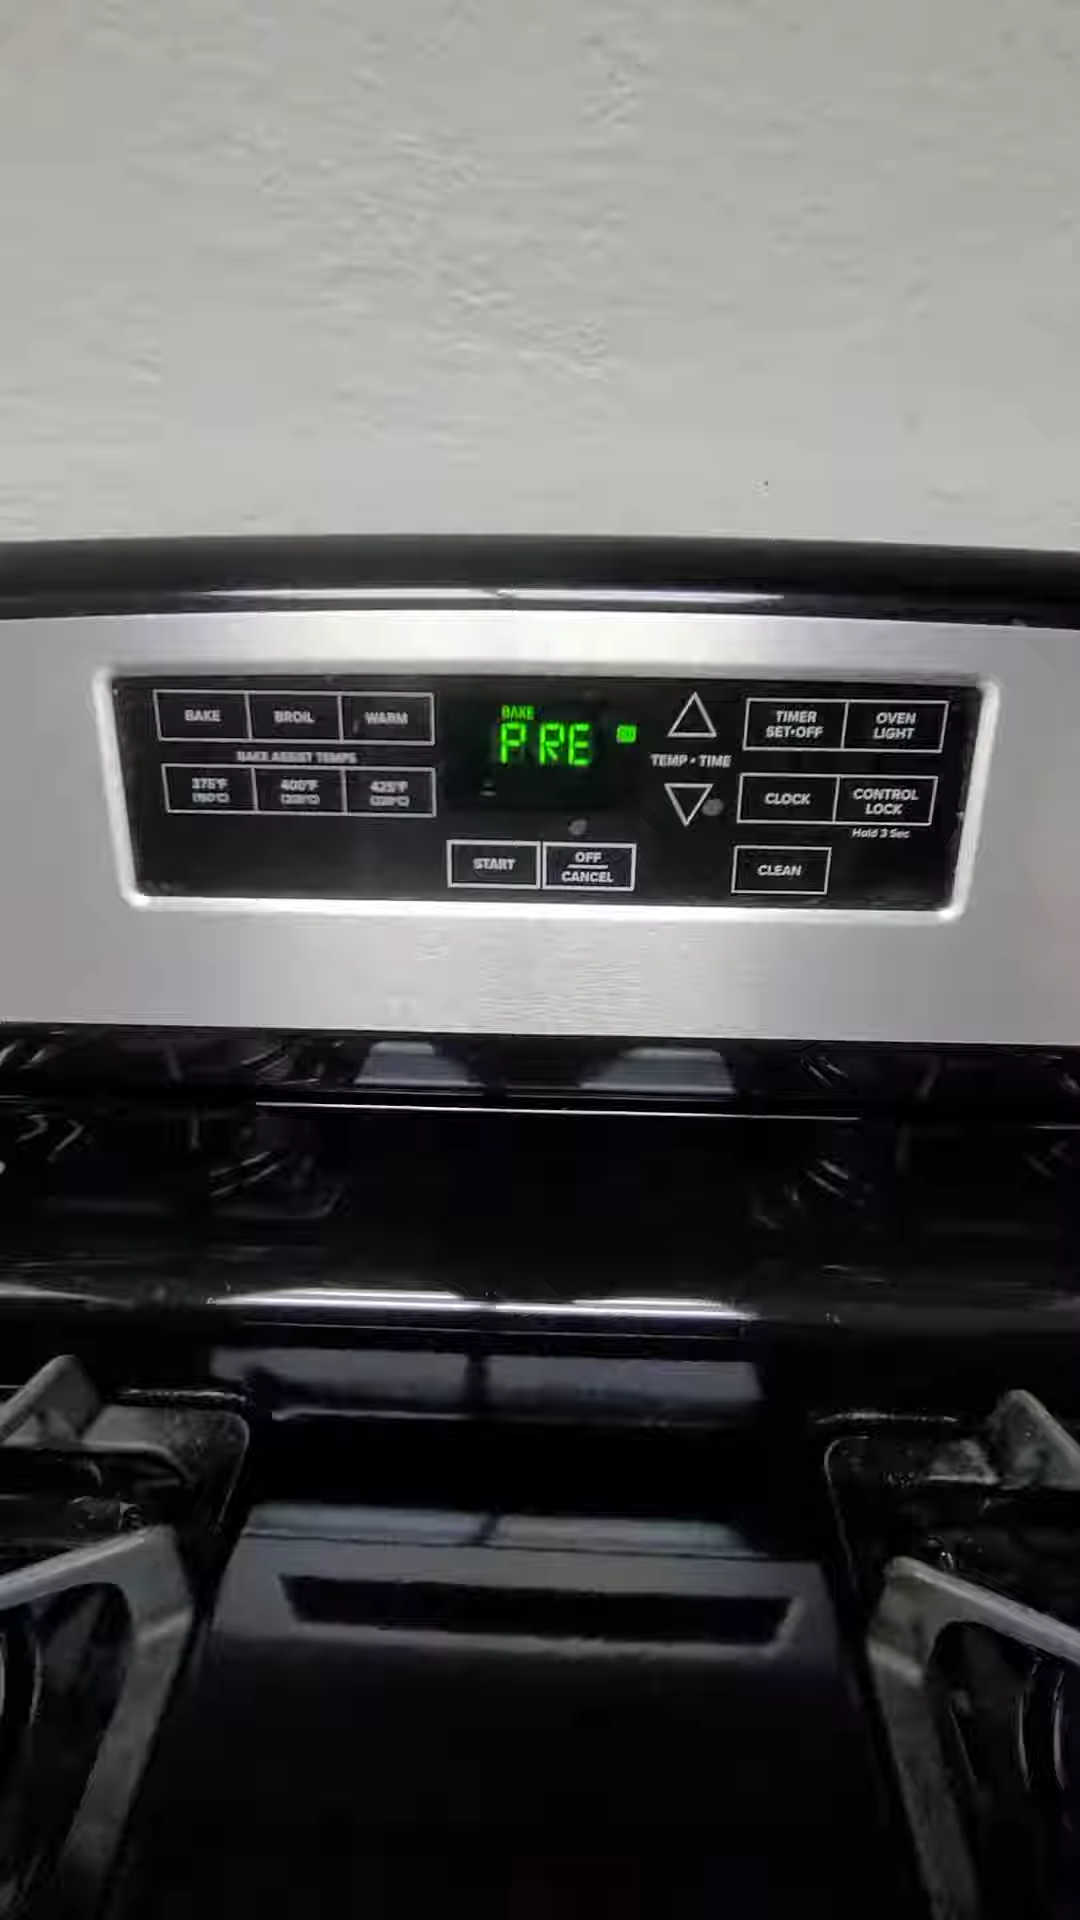 BAKE
BROIL
WARM
BAKE ASSIST TEMPS
375°F
(190°C)
400°F
(200°C)
425°F
(220°C)
BAKE
PRE
START
OFF
CANCEL
TEMP • TIME
TIMER
SET•OFF
OVEN
LIGHT
CLOCK
CONTROL
LOCK
Hold 3 Sec
CLEAN